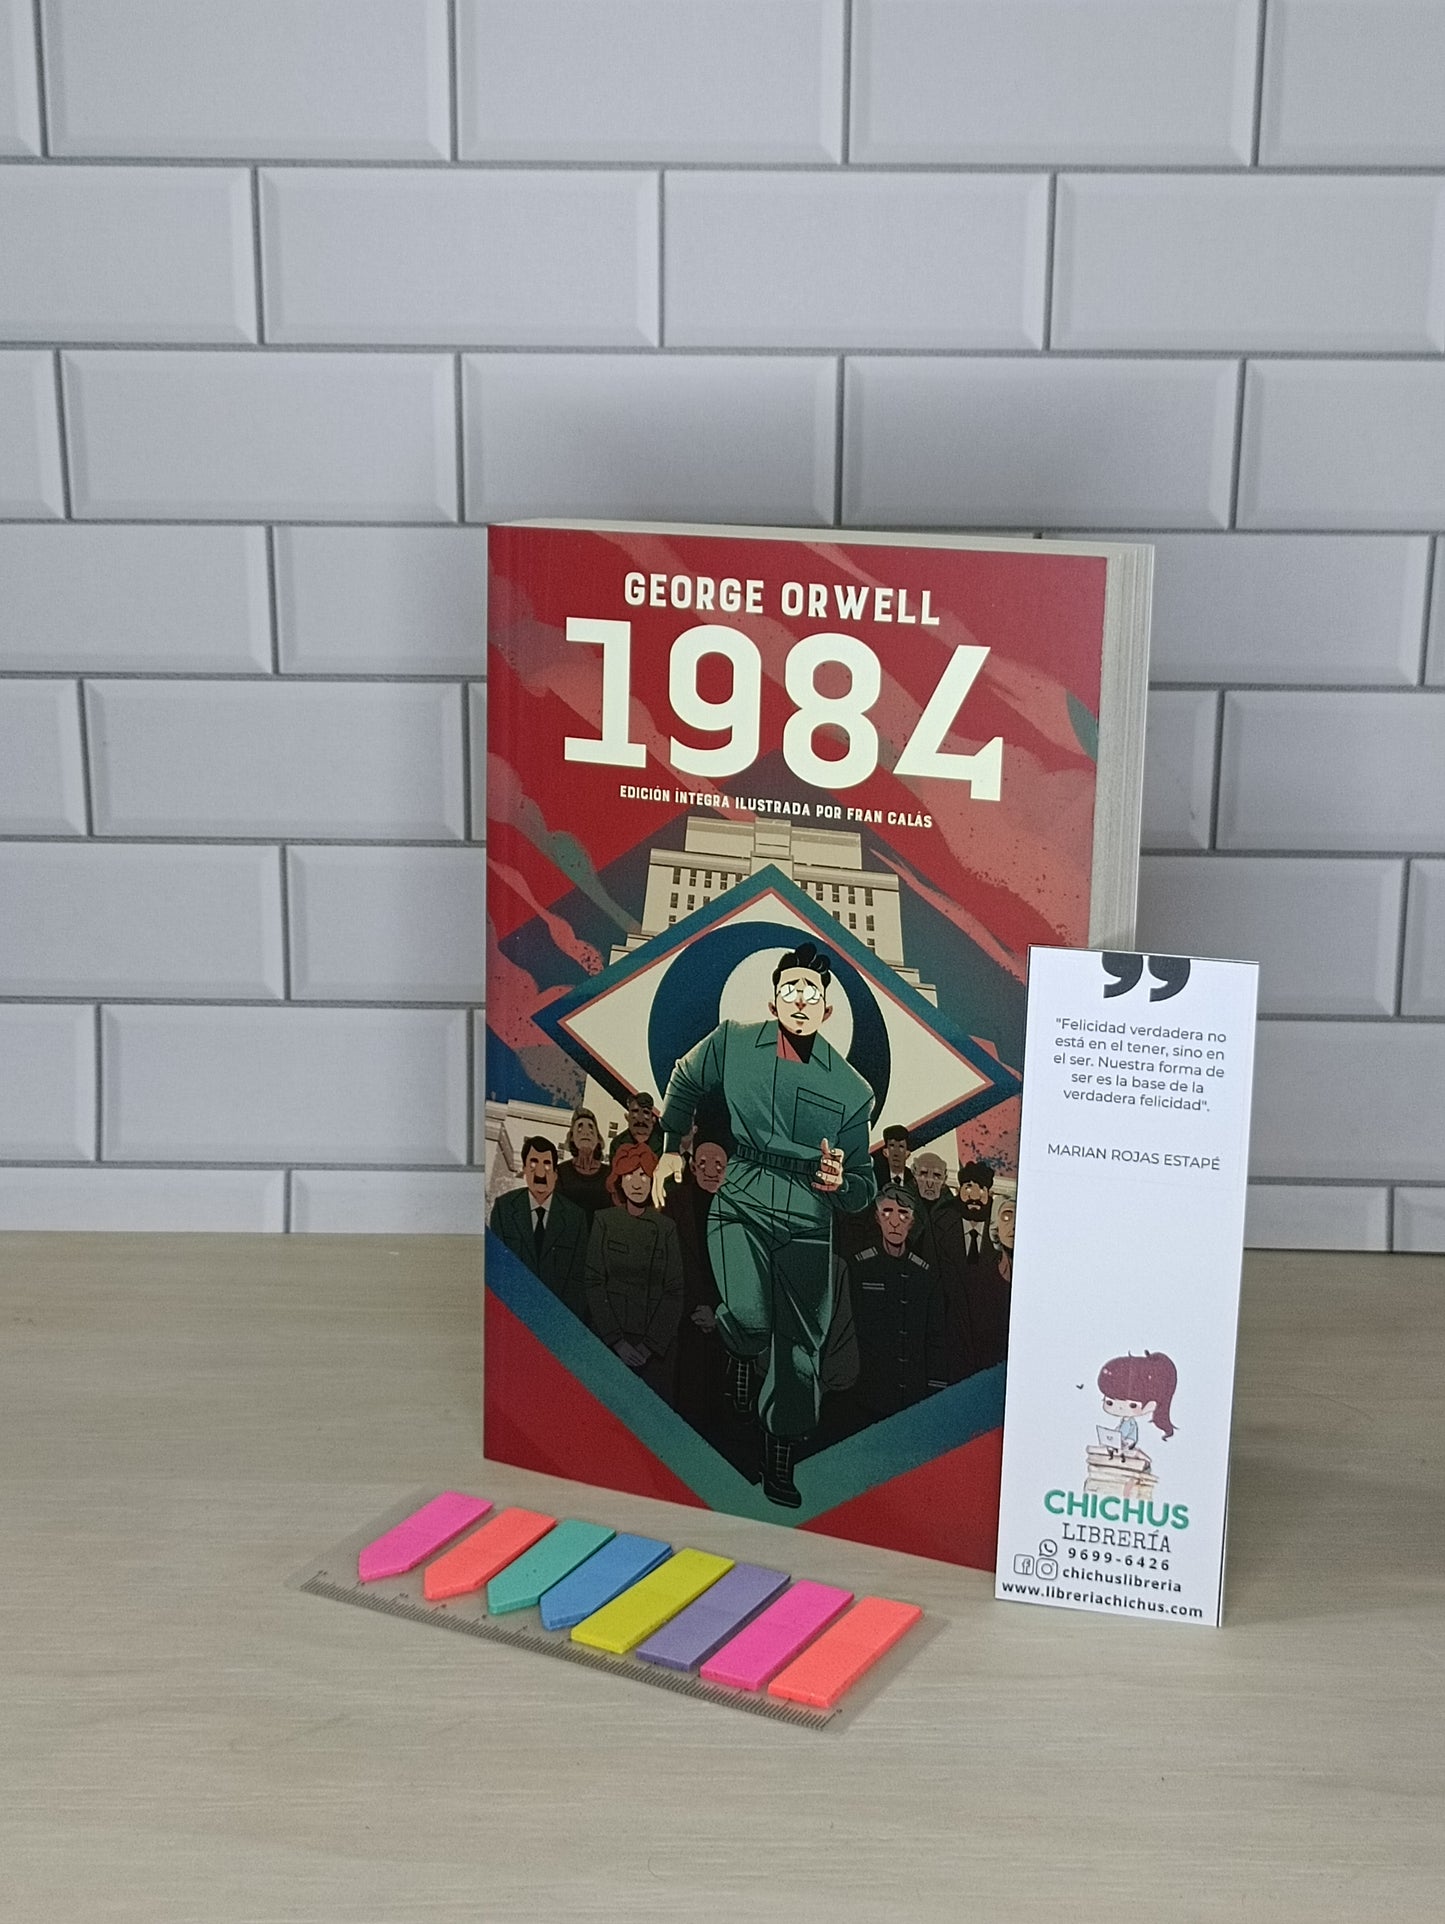 GEORGE ORWELL
1984
EDICIÓN ÍNTEGRA ILUSTRADA POR FRAN CALÁS
"Felicidad verdadera no
está en el tener, sino en
el ser. Nuestra forma de
ser es la base de la
verdadera felicidad".
MARIAN ROJAS ESTAPÉ
CHICHUS
LIBRERÍA
9699-6426
chichuslibreria
www.libreriachichus.com